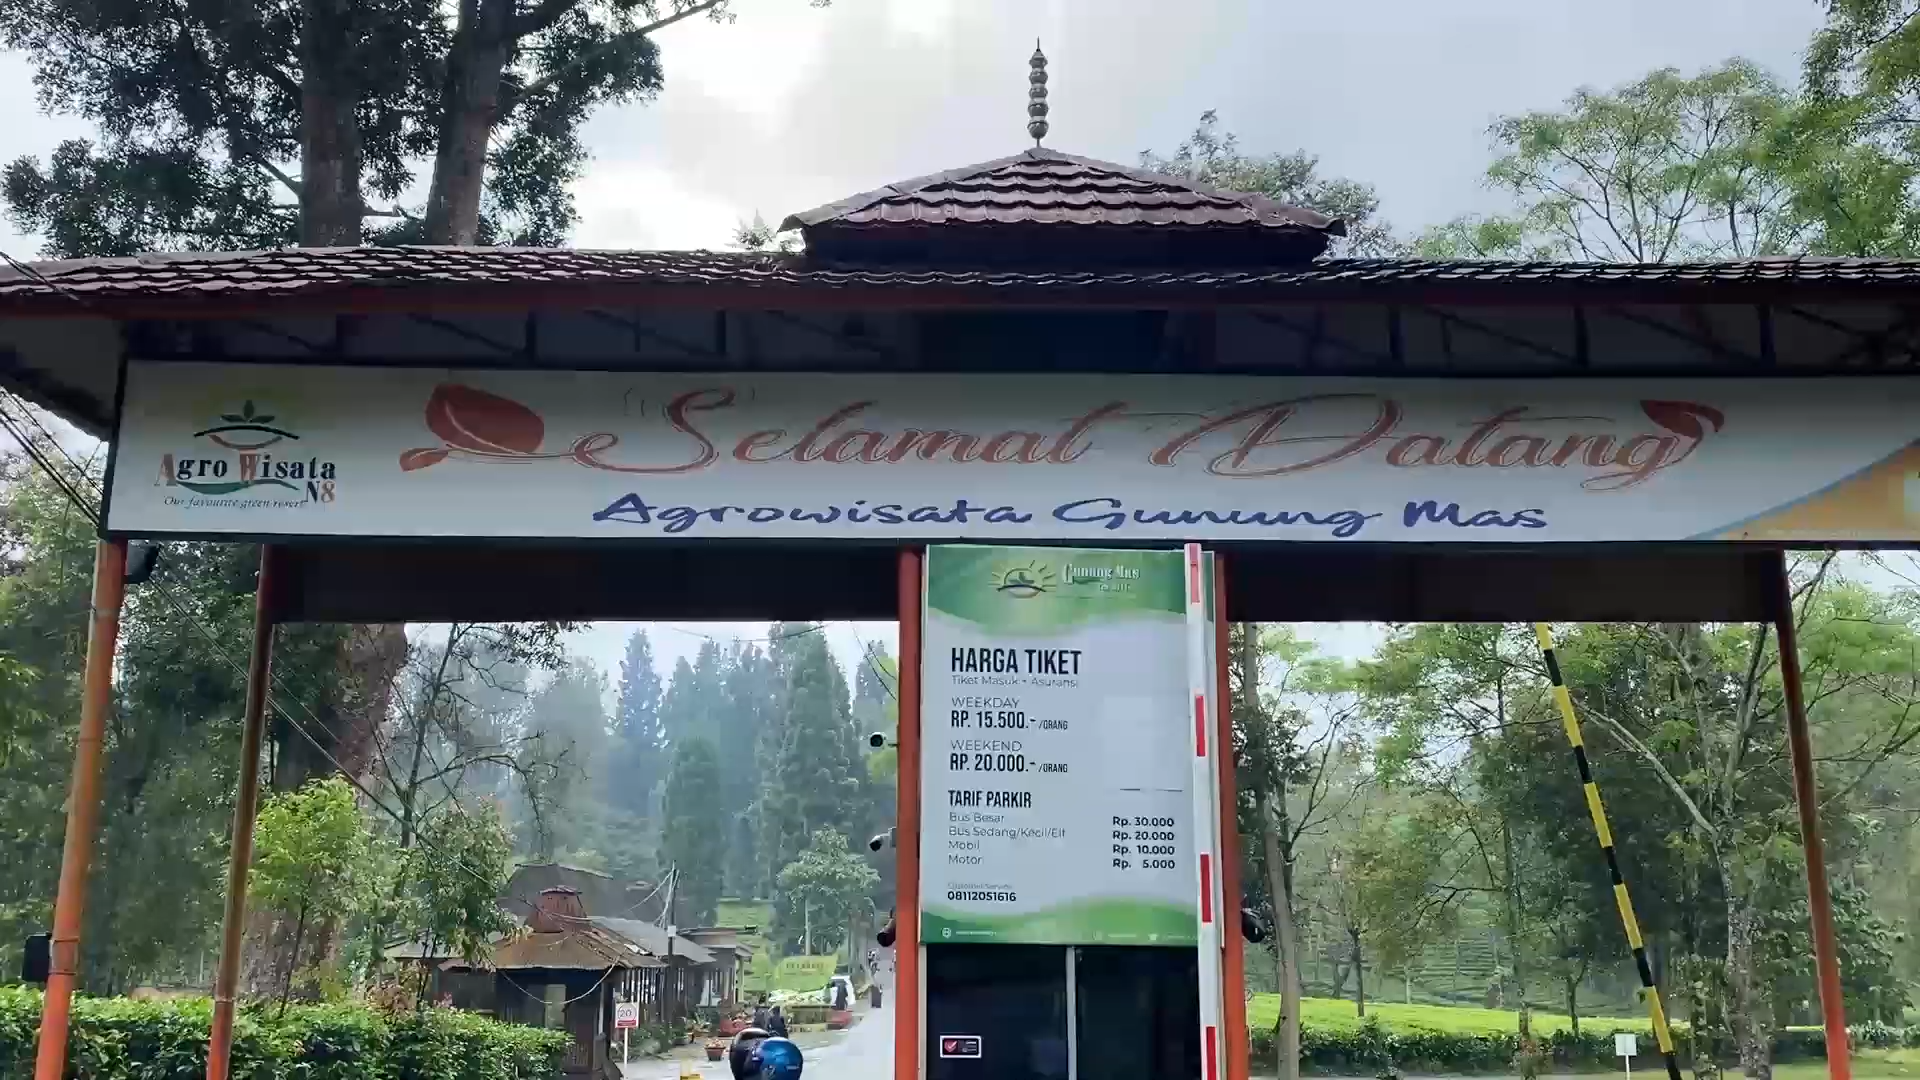 Selamat Datang
Agro Wisata
N8
Our favourite green resort
Agrowisata Gunung Mas
Gunung Mas
HARGA TIKET
Tiket Masuk + Asuransi
WEEKDAY
RP. 15.500.- /ORANG
WEEKEND
RP. 20.000.- /ORANG
TARIF PARKIR
Bus Besar Rp. 30.000
Bus Sedang/Kecil/Elf Rp. 20.000
Mobil Rp. 10.000
Motor Rp. 5.000
Customer Service
08112051616
20